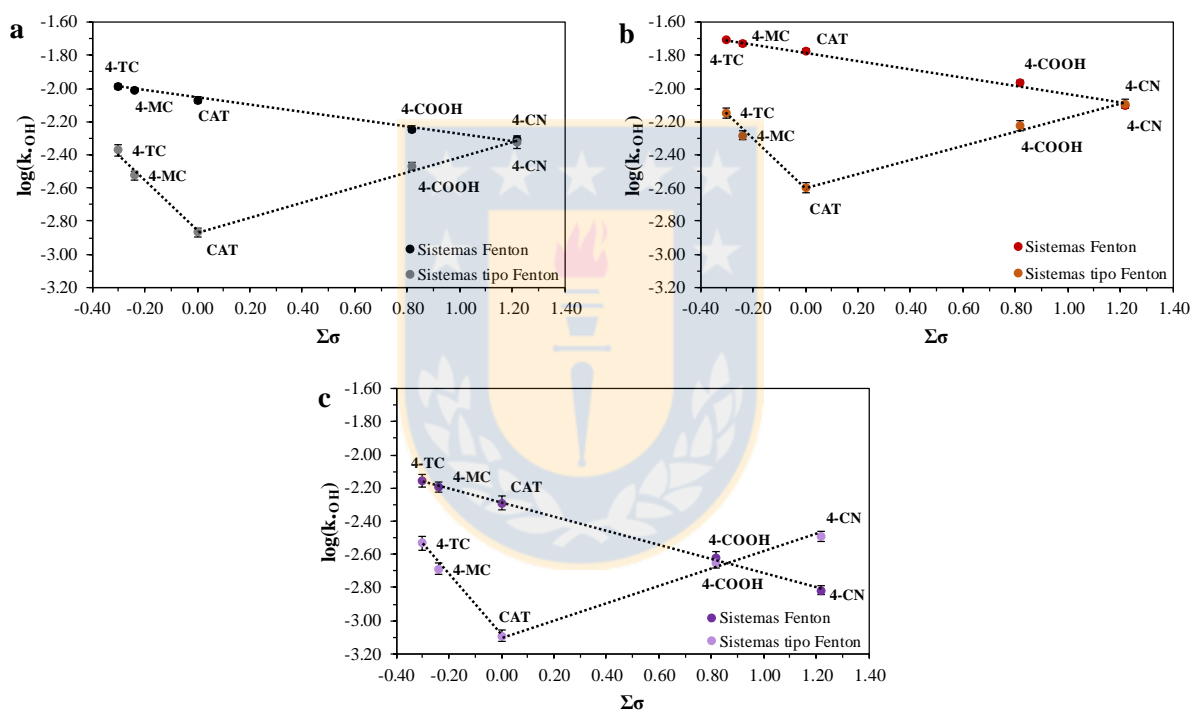 a
-1.60
-1.80
-2.00
-2.20
-2.40
-2.60
-2.80
-3.00
-3.20
log(k•OH)
4-TC
4-MC
CAT
4-COOH
4-CN
4-TC
4-MC
CAT
4-COOH
4-CN
Sistemas Fenton
Sistemas tipo Fenton
-0.40 -0.20 0.00 0.20 0.40 0.60 0.80 1.00 1.20 1.40
Σσ
b
-1.60
-1.80
-2.00
-2.20
-2.40
-2.60
-2.80
-3.00
-3.20
log(k•OH)
4-TC
4-MC
CAT
4-COOH
4-CN
4-TC
4-MC
CAT
4-COOH
4-CN
Sistemas Fenton
Sistemas tipo Fenton
-0.40 -0.20 0.00 0.20 0.40 0.60 0.80 1.00 1.20 1.40
Σσ
c
-1.60
-1.80
-2.00
-2.20
-2.40
-2.60
-2.80
-3.00
-3.20
log(k•OH)
4-TC
4-MC
CAT
4-COOH
4-CN
4-TC
4-MC
CAT
4-COOH
4-CN
Sistemas Fenton
Sistemas tipo Fenton
-0.40 -0.20 0.00 0.20 0.40 0.60 0.80 1.00 1.20 1.40
Σσ